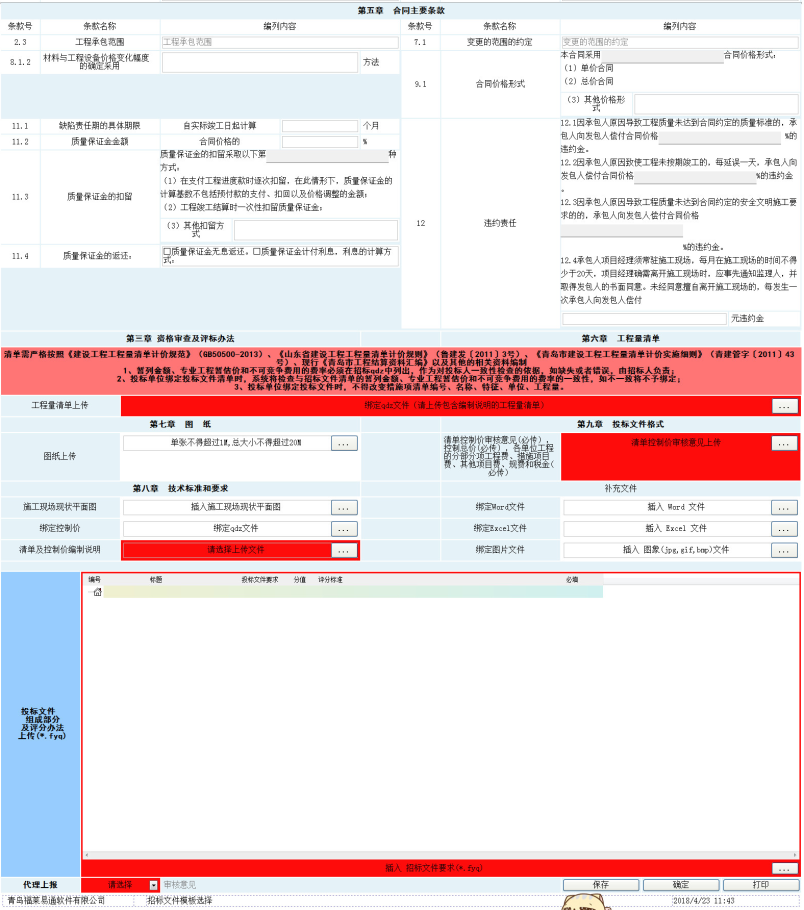 第五章 合同主要条款
条款号 条款名称 编列内容 条款号 条款名称 编列内容
2.3 工程承包范围 工程承包范围 7.1 变更的范围的约定 变更的范围的约定
8.1.2 材料与工程设备价格变化幅度的确定采用 方法
9.1 合同价格形式
本合同采用 合同价格形式:
(1)单价合同
(2)总价合同
(3)其他价格形式
11.1 缺陷责任期的具体期限 自实际竣工日起计算 个月
11.2 质量保证金金额 合同价格的 %
11.3 质量保证金的扣留
质量保证金的扣留采取以下第 种
方式:
(1)在支付工程进度款时逐次扣留,在此情形下,质量保证金的
计算基数不包括预付款的支付、扣回以及价格调整的金额;
(2)工程竣工结算时一次性扣留质量保证金;
(3)其他扣留方式
11.4 质量保证金的返还:
☐质量保证金无息返还。☐质量保证金计付利息,利息的计算方
式:
12 违约责任
12.1因承包人原因导致工程质量未达到合同约定的质量标准的,承
包人向发包人偿付合同价格 %的
违约金。
12.2因承包人原因致使工程未按期竣工的,每延误一天,承包人向
发包人偿付合同价格 %的违约金
。
12.3因承包人原因导致工程质量未达到合同约定的安全文明施工要
求的的,承包人向发包人偿付合同价格
%的违约金。
12.4承包人项目经理须常驻施工现场,每月在施工现场的时间不得
少于20天,项目经理确需离开施工现场时,应事先通知监理人,并
取得发包人的书面同意。未经同意擅自离开施工现场的,每发生一
次承包人向发包人偿付
元违约金
第三章 资格审查及评标办法 第六章 工程量清单
清单需严格按照《建设工程工程量清单计价规范》(GB50500-2013)、《山东省建设工程工程量清单计价规则》(鲁建发〔2011〕3号)、《青岛市建设工程工程量清单计价实施细则》(青建管字〔2011〕43
号)、现行《青岛市工程结算资料汇编》以及其他的相关资料编制
1、暂列金额、专业工程暂估价和不可竞争费用的费率必须在招标qdz中列出,作为对投标人一致性检查的依据,如缺失或者错误,由招标人负责;
2、投标单位绑定投标文件清单时,系统将检查与招标文件清单的暂列金额、专业工程暂估价和不可竞争费用的费率的一致性,如不一致将不予绑定;
3、投标单位绑定投标文件时,不得改变措施项清单编号、名称、特征、单位、工程量。
工程量清单上传 绑定qdz文件(请上传包含编制说明的工程量清单) ...
第七章 图 纸 第九章 投标文件格式
图纸上传 单张不得超过1M,总大小不得超过20M ...
清单控制价审核意见(必传),
控制总价(必传),各单位工程
的分部分项工程费、措施项目
费、其他项目费、规费和税金(
必传)
清单控制价审核意见上传 ...
第八章 技术标准和要求 补充文件
施工现场现状平面图 插入施工现场现状平面图 ... 绑定Word文件 插入 Word 文件 ...
绑定控制价 绑定qdz文件 ... 绑定Excel文件 插入 Excel 文件 ...
清单及控制价编制说明 请选择上传文件 ... 绑定图片文件 插入 图象(jpg,gif,bmp)文件 ...
编号 标题 投标文件要求 分值 评分标准 必填
投标文件
组成部分
及评分办法
上传(*.fyq)
插入 招标文件要求(*.fyq) ...
代理上报 请选择 审核意见 保存 确定 打印
青岛福莱易通软件有限公司 招标文件模板选择 2018/4/23 11:43